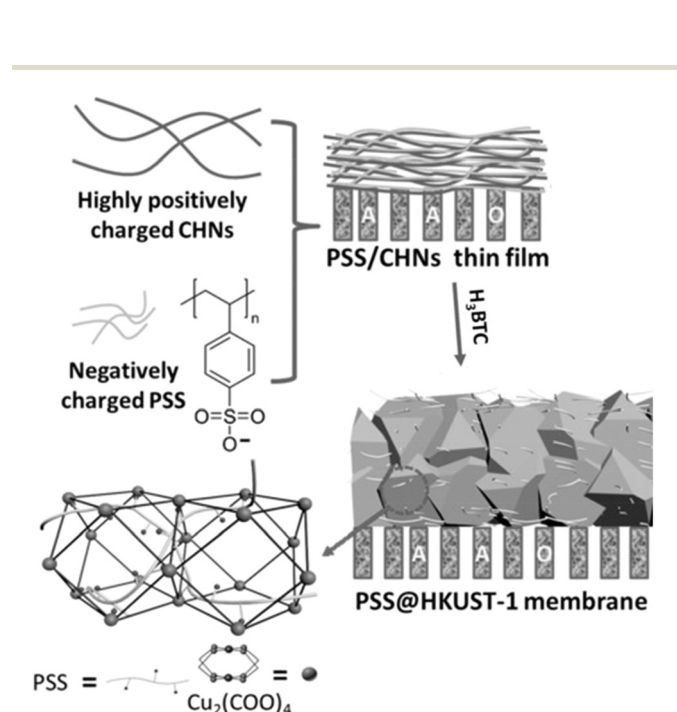 Highly positively
charged CHNs
A A O
PSS/CHNs thin film
H₃BTC
n
Negatively
charged PSS
O=S=O
O−
A A O
PSS@HKUST-1 membrane
PSS =
=
Cu₂(COO)₄